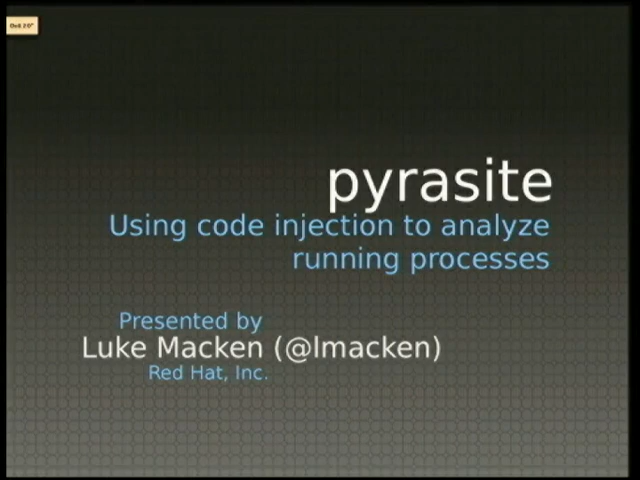 pyrasite
Using code injection to analyze
running processes
Presented by
Luke Macken (@lmacken)
Red Hat, Inc.